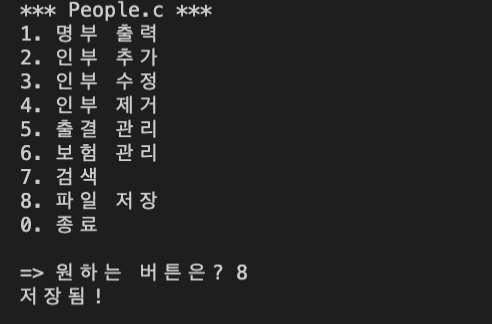 *** People.c ***
1. 명부 출력
2. 인부 추가
3. 인부 수정
4. 인부 제거
5. 출결 관리
6. 보험 관리
7. 검색
8. 파일 저장
0. 종료
=> 원하는 버튼은? 8
저장됨!